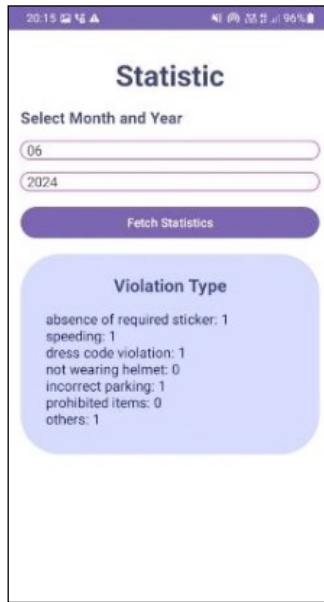 20:15
96%
Statistic
Select Month and Year
06
2024
Fetch Statistics
Violation Type
absence of required sticker: 1
speeding: 1
dress code violation: 1
not wearing helmet: 0
incorrect parking: 1
prohibited items: 0
others: 1